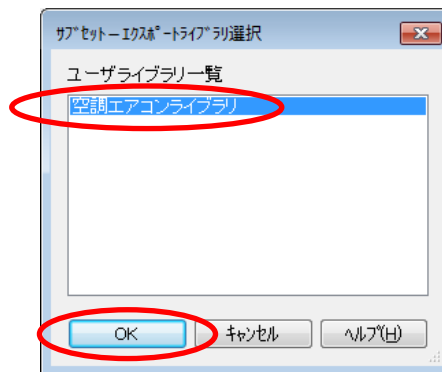 ｻﾌﾞｾｯﾄ－ｴｸｽﾎﾟｰﾄﾗｲﾌﾞﾗﾘ選択
ユーザライブラリ一覧
空調エアコンライブラリ
OK
ｷｬﾝｾﾙ
ﾍﾙﾌﾟ(H)